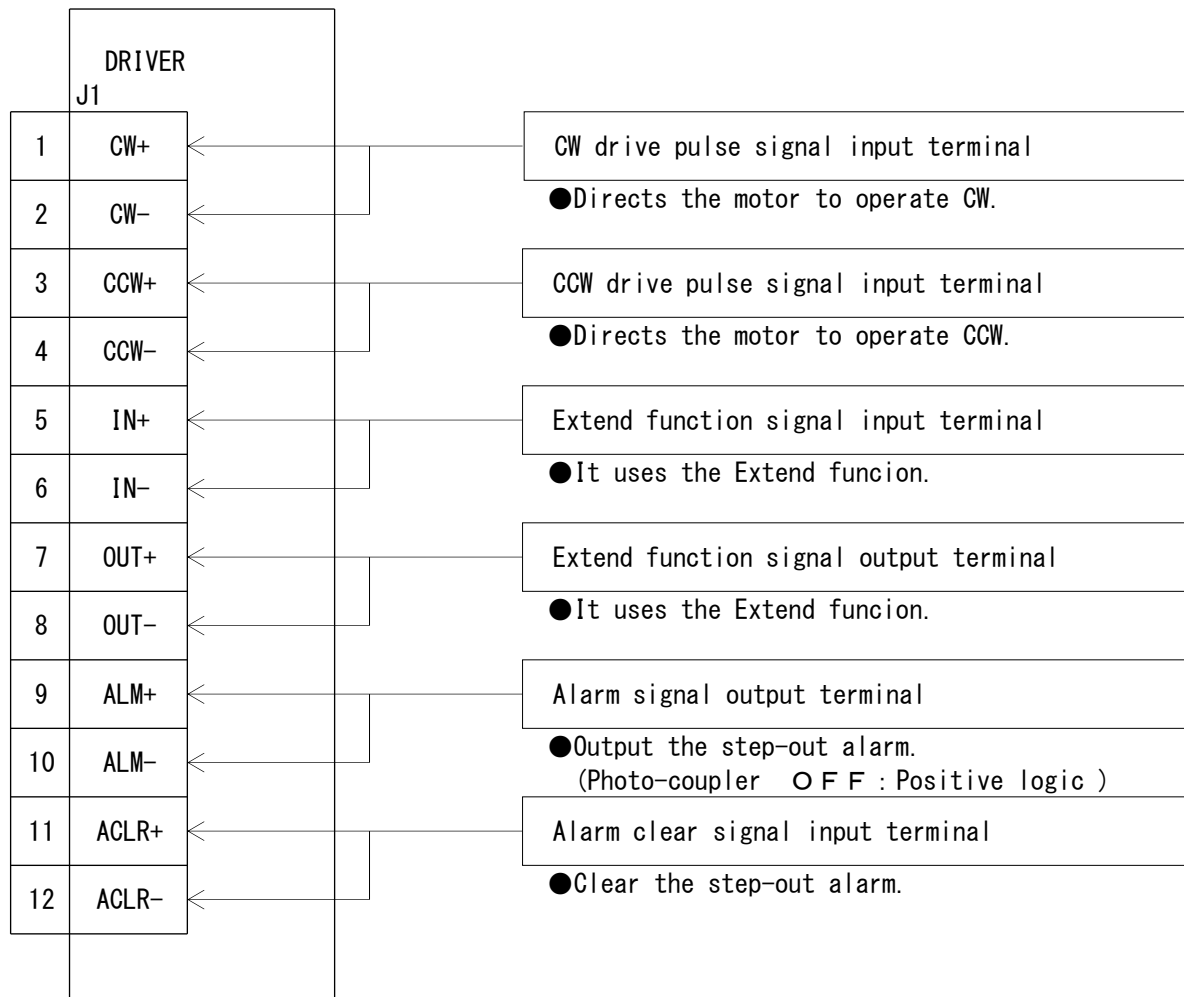 DRIVER
J1
1 CW+ CW drive pulse signal input terminal
●Directs the motor to operate CW.
2 CW-
3 CCW+ CCW drive pulse signal input terminal
●Directs the motor to operate CCW.
4 CCW-
5 IN+ Extend function signal input terminal
●It uses the Extend funcion.
6 IN-
7 OUT+ Extend function signal output terminal
●It uses the Extend funcion.
8 OUT-
9 ALM+ Alarm signal output terminal
●Output the step-out alarm.
10 ALM-
(Photo-coupler ＯＦＦ:Positive logic )
11 ACLR+ Alarm clear signal input terminal
●Clear the step-out alarm.
12 ACLR-